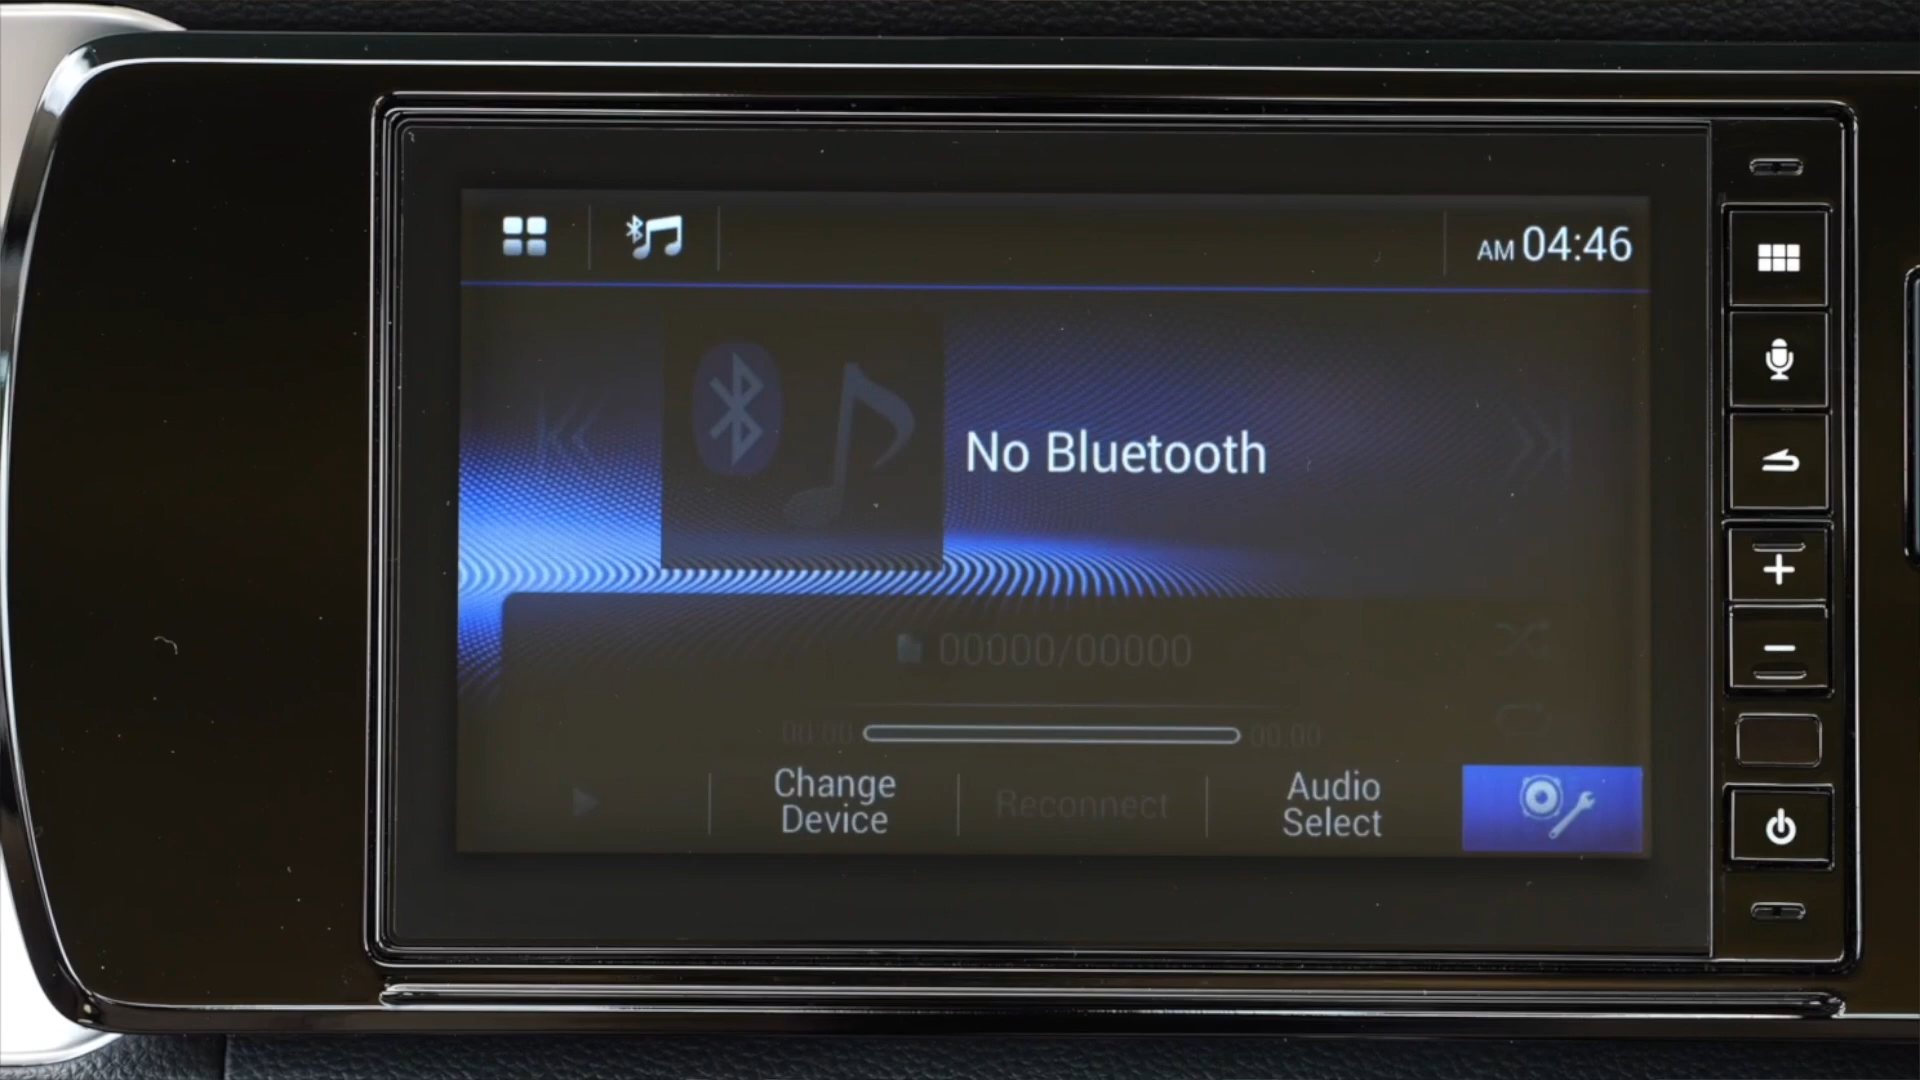 AM 04:46
No Bluetooth
00000/00000
00:00 00:00
Change
Device
Reconnect
Audio
Select